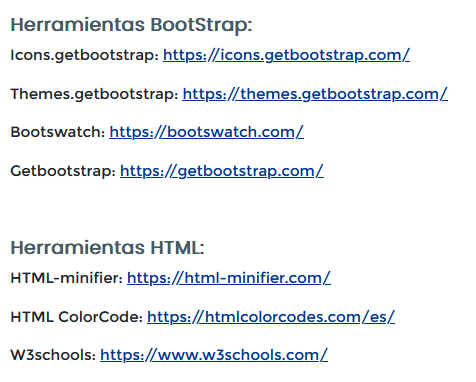 Herramientas BootStrap:
Icons.getbootstrap: https://icons.getbootstrap.com/
Themes.getbootstrap: https://themes.getbootstrap.com/
Bootswatch: https://bootswatch.com/
Getbootstrap: https://getbootstrap.com/
Herramientas HTML:
HTML-minifier: https://html-minifier.com/
HTML ColorCode: https://htmlcolorcodes.com/es/
W3schools: https://www.w3schools.com/